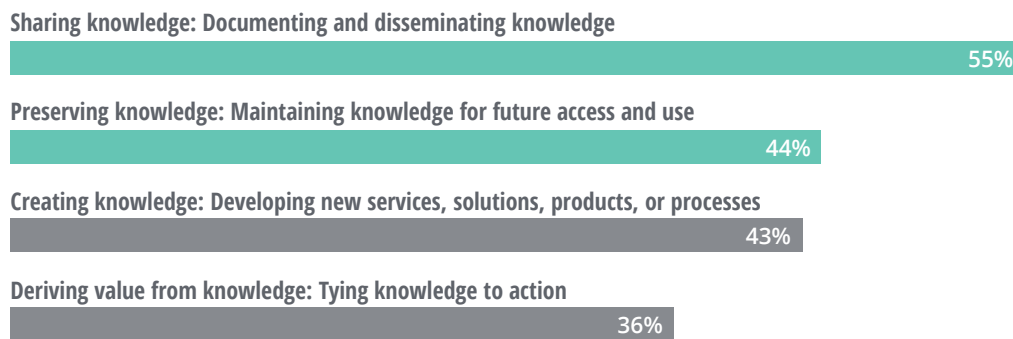 Sharing knowledge: Documenting and disseminating knowledge
55%
Preserving knowledge: Maintaining knowledge for future access and use
44%
Creating knowledge: Developing new services, solutions, products, or processes
43%
Deriving value from knowledge: Tying knowledge to action
36%